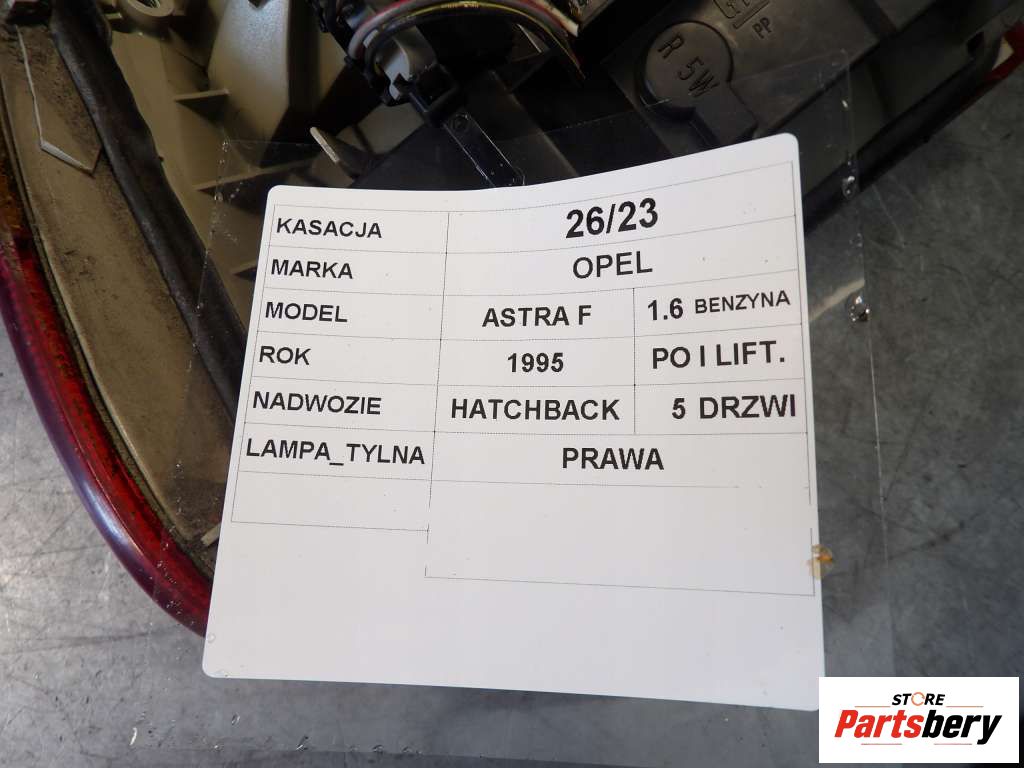 R 5W
PP
KASACJA 26/23
MARKA OPEL
MODEL ASTRA F 1.6 BENZYNA
ROK 1995 PO I LIFT.
NADWOZIE HATCHBACK 5 DRZWI
LAMPA_TYLNA PRAWA
STORE
Partsbery